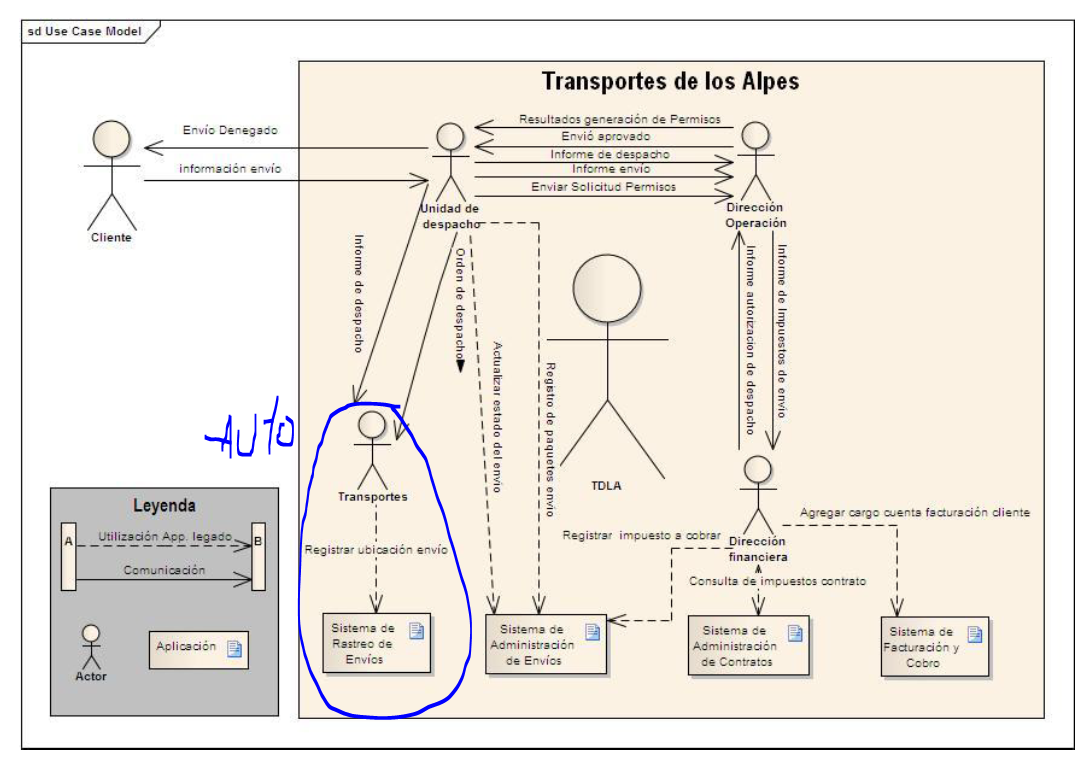 sd Use Case Model
Transportes de los Alpes
Envío Denegado
información envío
Cliente
Resultados generación de Permisos
Envió aprovado
Informe de despacho
Informe envío
Enviar Solicitud Permisos
Unidad de
despacho
Dirección
Operación
Informe de despacho
Orden de despacho
Actualizar estado del envío
Registro de paquetes envío
Informe autorizacion de despacho
Informe de Impuestos de envío
AUTO
Transportes
TDLA
Registrar ubicación envío
Registrar impuesto a cobrar
Dirección
financiera
Agregar cargo cuenta facturación cliente
Consulta de impuestos contrato
Sistema de
Rastreo de
Envíos
Sistema de
Administración
de Envíos
Sistema de
Administración
de Contratos
Sistema de
Facturación y
Cobro
Leyenda
A
Utilización App. legado
B
Comunicación
Actor
Aplicación